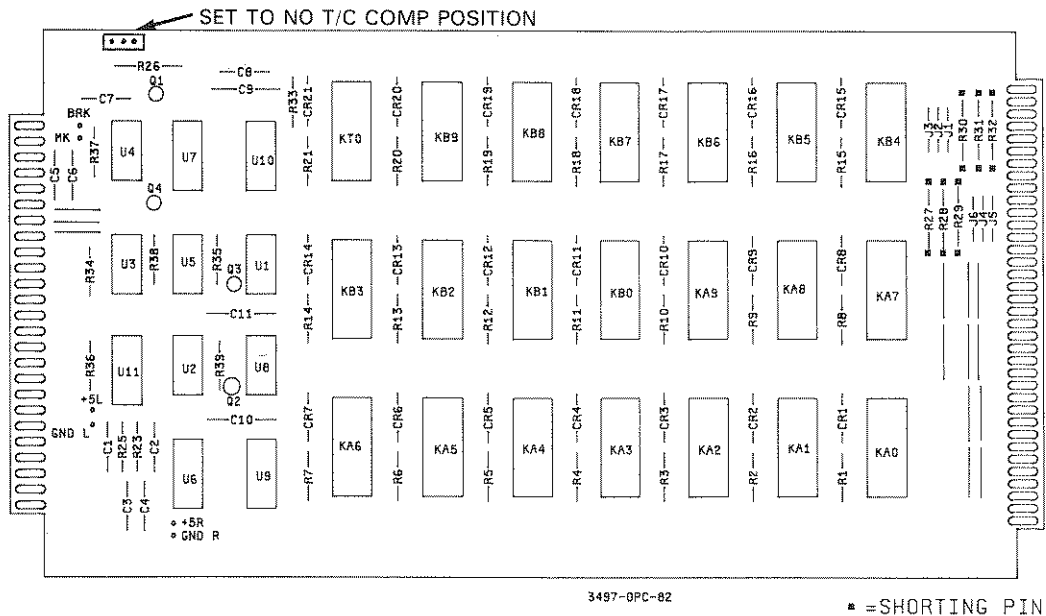 SET TO NO T/C COMP POSITION
R26
Q1
C8
C9
C7
BRK
MK
R37
U4
U7
U10
R33
CR21
R21
KT0
CR20
R20
KB9
CR19
R19
KB8
CR18
R18
KB7
CR17
R17
KB6
CR16
R16
KB5
CR15
R15
KB4
J3
J2
J1
R30
R31
R32
C5
C6
Q4
R27
R28
R29
J6
J4
J5
R34
U3
R38
U5
R35
Q3
U1
CR14
R14
KB3
CR13
R13
KB2
CR12
R12
KB1
CR11
R11
KB0
CR10
R10
KA9
CR9
R9
KA8
CR8
R8
KA7
C11
R36
U11
U2
R39
U8
Q2
C10
+5L
GND L
C1
R25
R23
C2
C3
C4
U6
U9
CR7
R7
KA6
CR6
R6
KA5
CR5
R5
KA4
CR4
R4
KA3
CR3
R3
KA2
CR2
R2
KA1
CR1
R1
KA0
+5R
GND R
3497-OPC-82
=SHORTING PIN